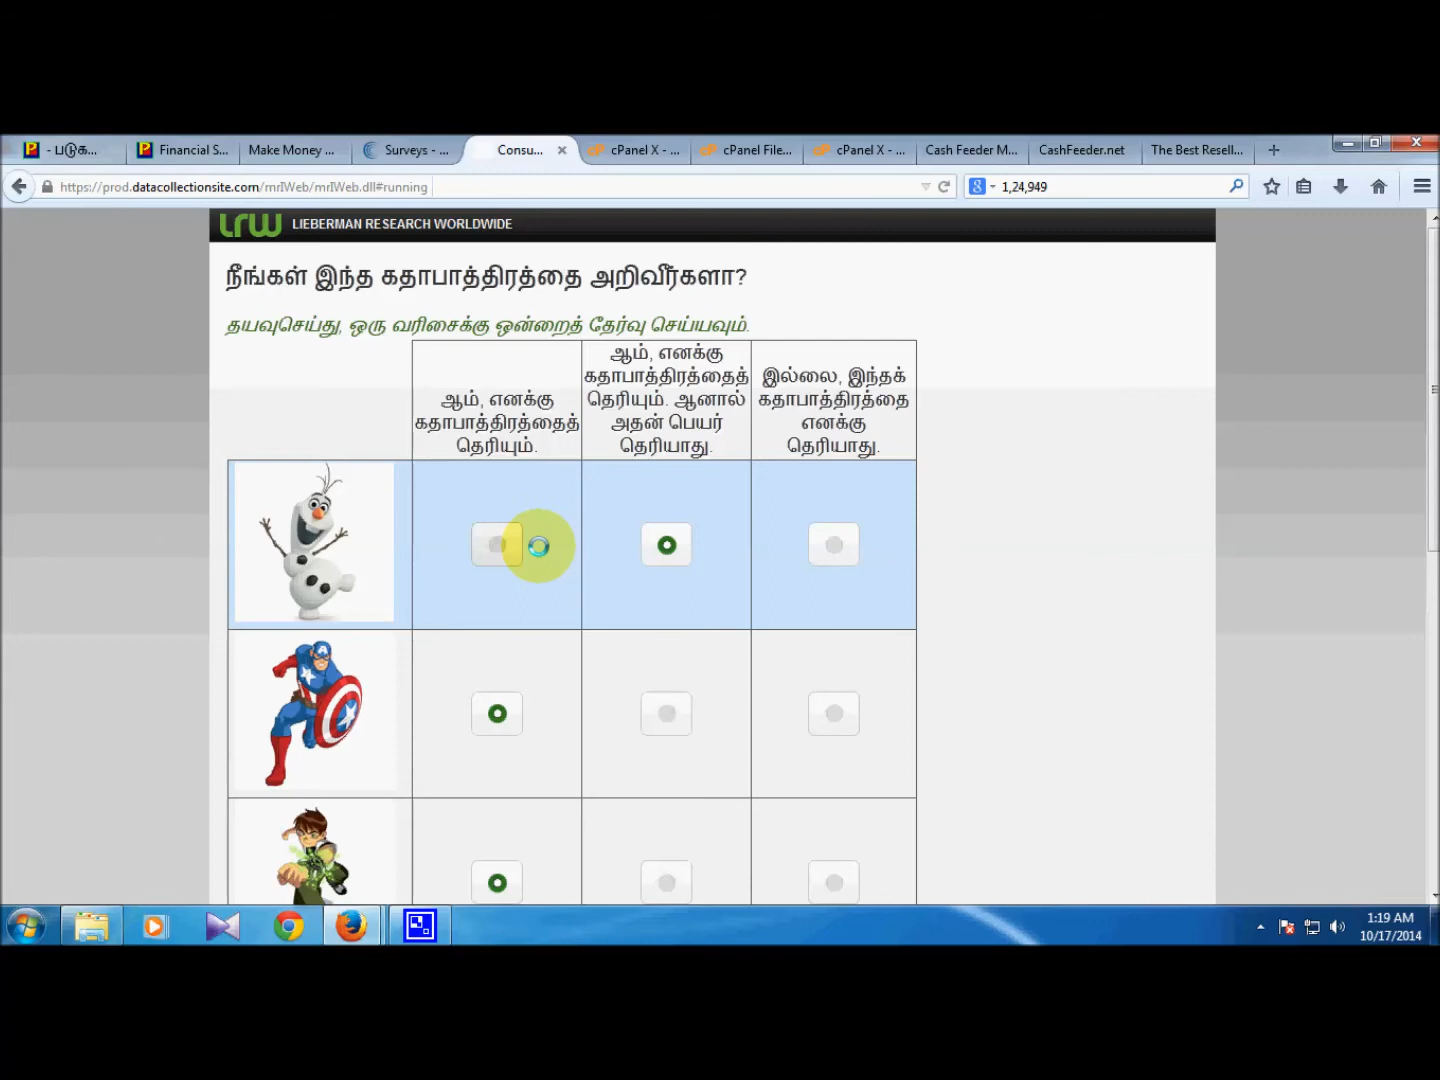 - படுக...
Financial S...
Make Money ...
Surveys - ...
Consu...
cPanel X - ...
cPanel File...
cPanel X - ...
Cash Feeder M...
CashFeeder.net
The Best Resell...
https://prod.datacollectionsite.com/mrIWeb/mrIWeb.dll#running
1,24,949
lrw LIEBERMAN RESEARCH WORLDWIDE
நீங்கள் இந்த கதாபாத்திரத்தை அறிவீர்களா?
தயவுசெய்து, ஒரு வரிசைக்கு ஒன்றைத் தேர்வு செய்யவும்.
ஆம், எனக்கு
கதாபாத்திரத்தைத்
தெரியும்.
ஆம், எனக்கு
கதாபாத்திரத்தைத்
தெரியும். ஆனால்
அதன் பெயர்
தெரியாது.
இல்லை, இந்தக்
கதாபாத்திரத்தை
எனக்கு
தெரியாது.
1:19 AM
10/17/2014